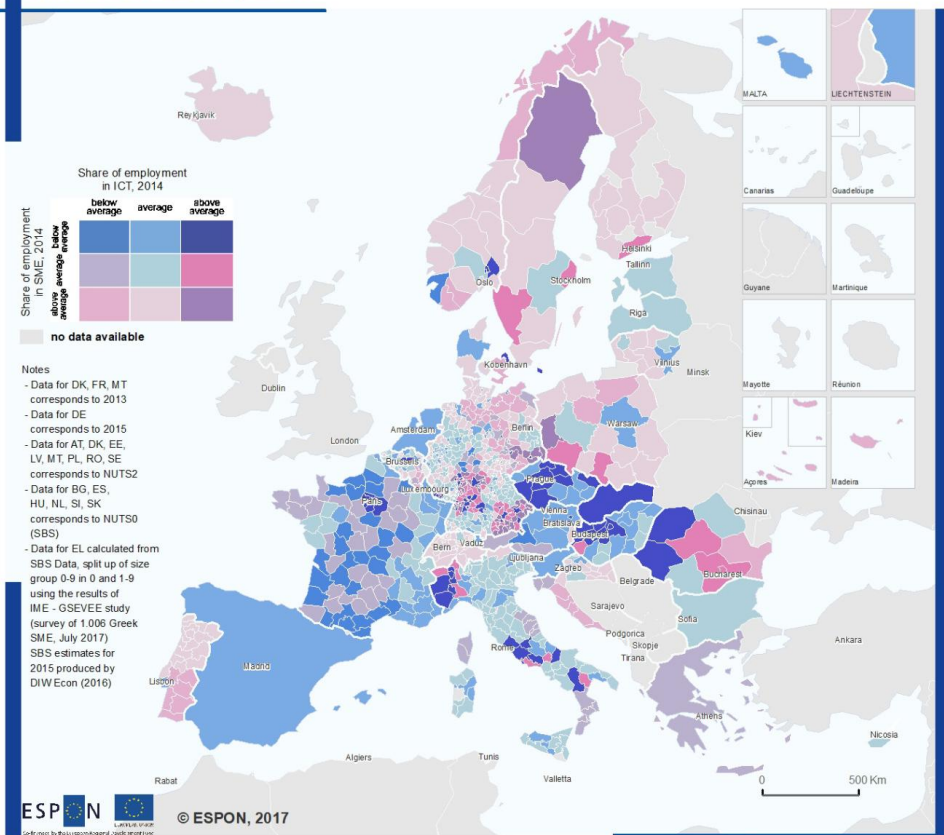 Reykjavik
Share of employment
in ICT, 2014
below
average
average
above
average
Share of employment
in SME, 2014
below
average
average
above
average
no data available
Notes
- Data for DK, FR, MT
corresponds to 2013
- Data for DE
corresponds to 2015
- Data for AT, DK, EE,
LV, MT, PL, RO, SE
corresponds to NUTS2
- Data for BG, ES,
HU, NL, SI, SK
corresponds to NUTS0
(SBS)
- Data for EL calculated from
SBS Data, split up of size
group 0-9 in 0 and 1-9
using the results of
IME - GSEVEE study
(survey of 1.006 Greek
SME, July 2017)
SBS estimates for
2015 produced by
DIW Econ (2016)
MALTA
LIECHTENSTEIN
Canarias
Guadeloupe
Guyane
Martinique
Mayotte
Réunion
Kiev
Açores
Madeira
Helsinki
Tallinn
Oslo
Stockholm
Riga
Vilnius
Minsk
København
Dublin
London
Amsterdam
Berlin
Warsaw
Brussels
Luxembourg
Prague
Paris
Vienna
Bratislava
Budapest
Chisinau
Bern
Vaduz
Ljubljana
Zagreb
Belgrade
Bucharest
Sarajevo
Sofia
Podgorica
Skopje
Tirana
Rome
Madrid
Lisbon
Ankara
Athens
Nicosia
Algiers
Tunis
Valletta
Rabat
0
500 Km
ESPON
© ESPON, 2017